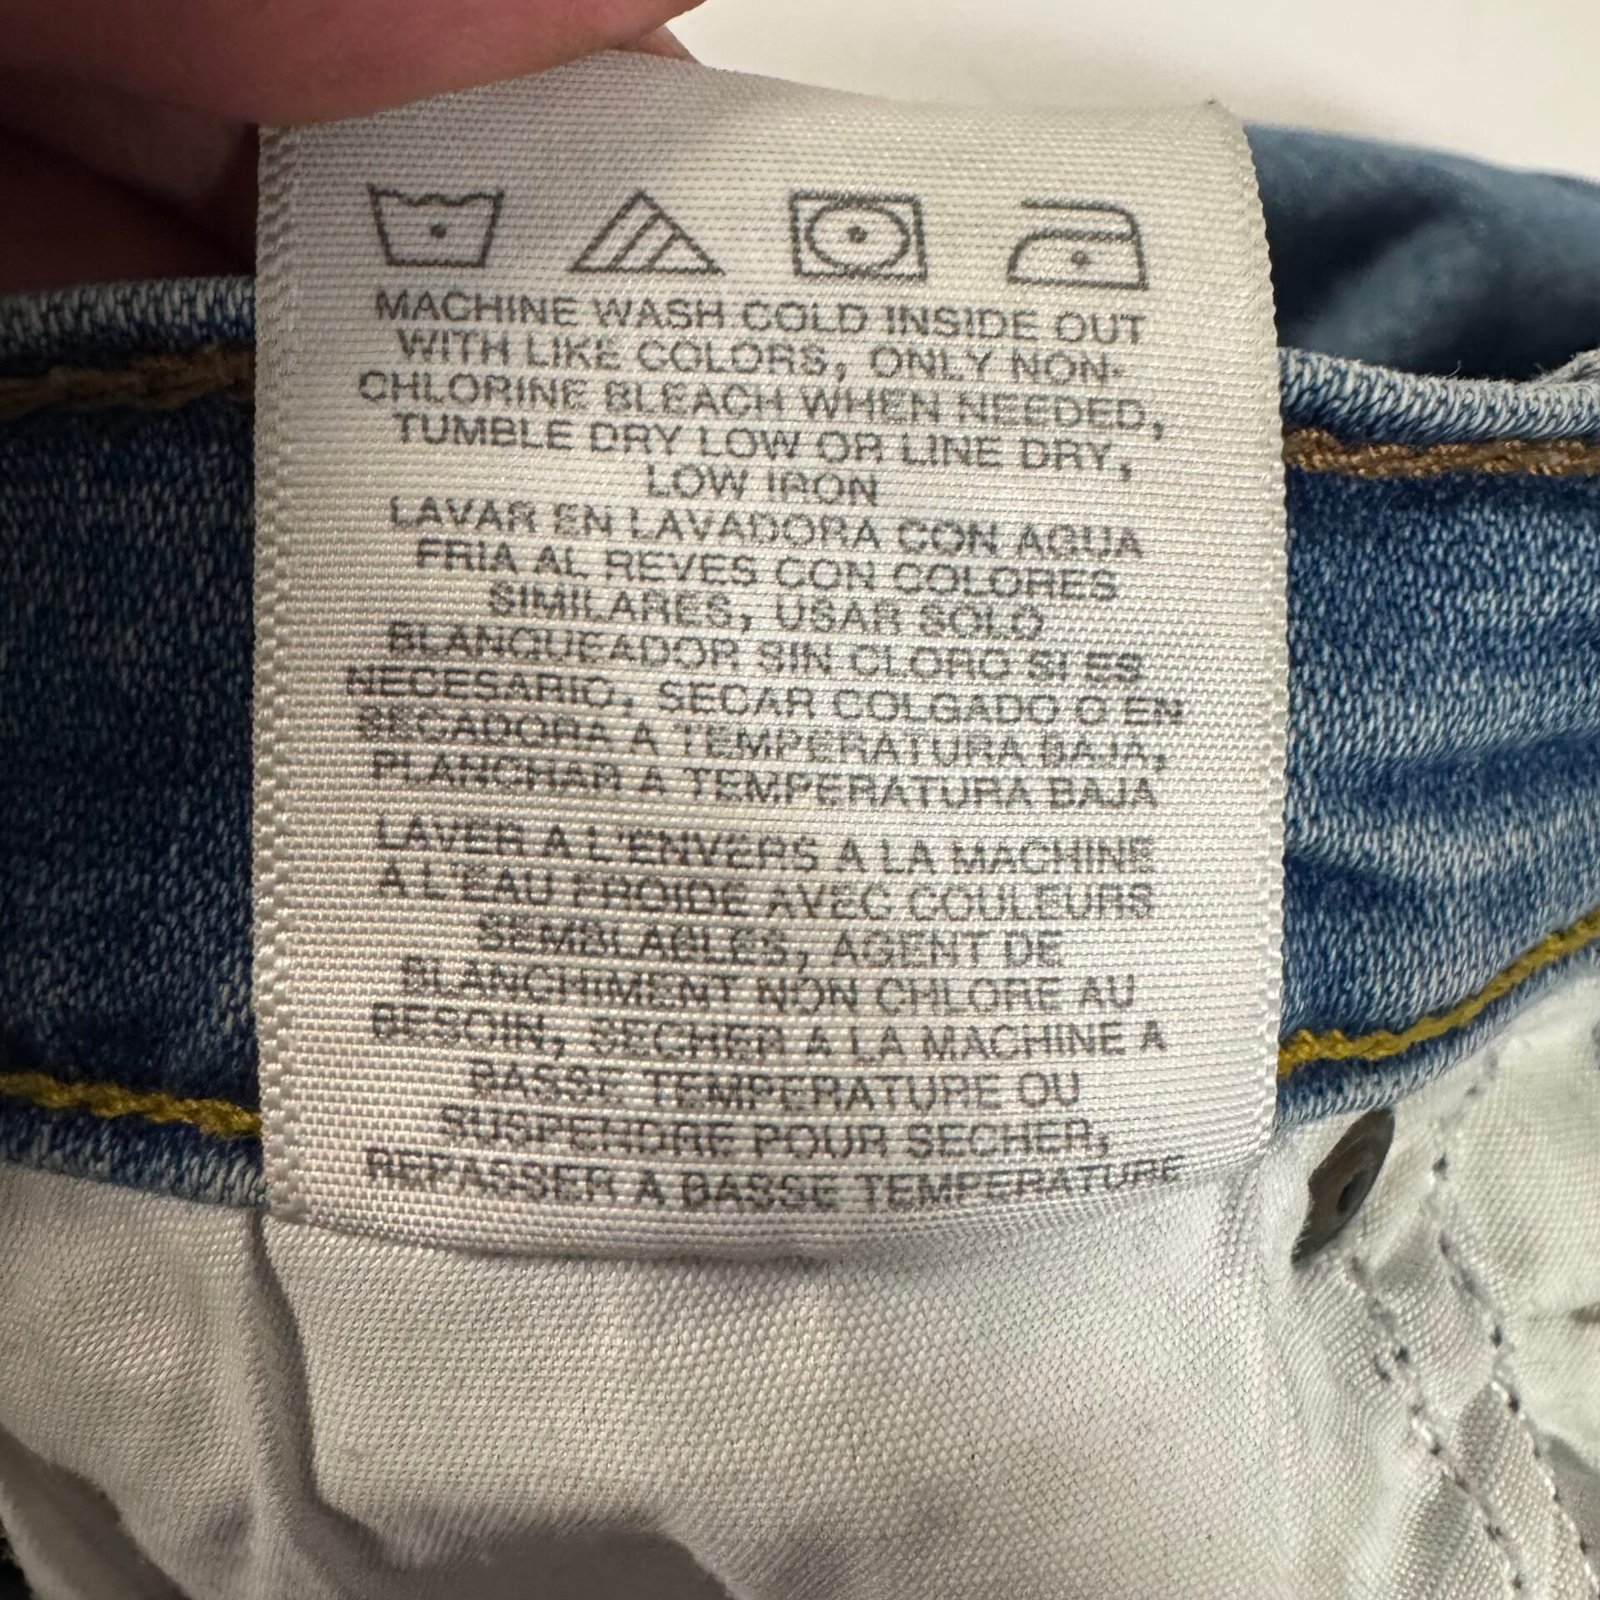 MACHINE WASH COLD INSIDE OUT
WITH LIKE COLORS, ONLY NON-
CHLORINE BLEACH WHEN NEEDED,
TUMBLE DRY LOW OR LINE DRY,
LOW IRON
LAVAR EN LAVADORA CON AGUA
FRIA AL REVES CON COLORES
SIMILARES, USAR SOLO
BLANQUEADOR SIN CLORO SI ES
NECESARIO, SECAR COLGADO O EN
SECADORA A TEMPERATURA BAJA,
PLANCHAR A TEMPERATURA BAJA
LAVER A L'ENVERS A LA MACHINE
A L'EAU FROIDE AVEC COULEURS
SEMBLABLES, AGENT DE
BLANCHIMENT NON CHLORE AU
BESOIN, SECHER A LA MACHINE A
BASSE TEMPERATURE OU
SUSPENDRE POUR SECHER,
REPASSER A BASSE TEMPERATURE